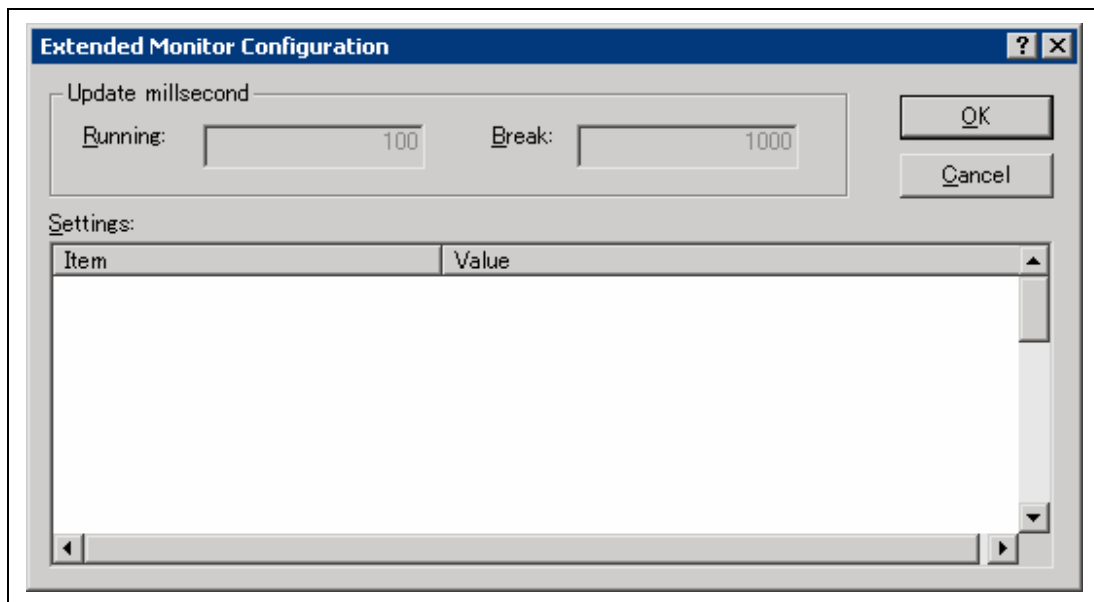 Extended Monitor Configuration
Update millsecond
Running: 100 Break: 1000
OK
Cancel
Settings:
Item Value